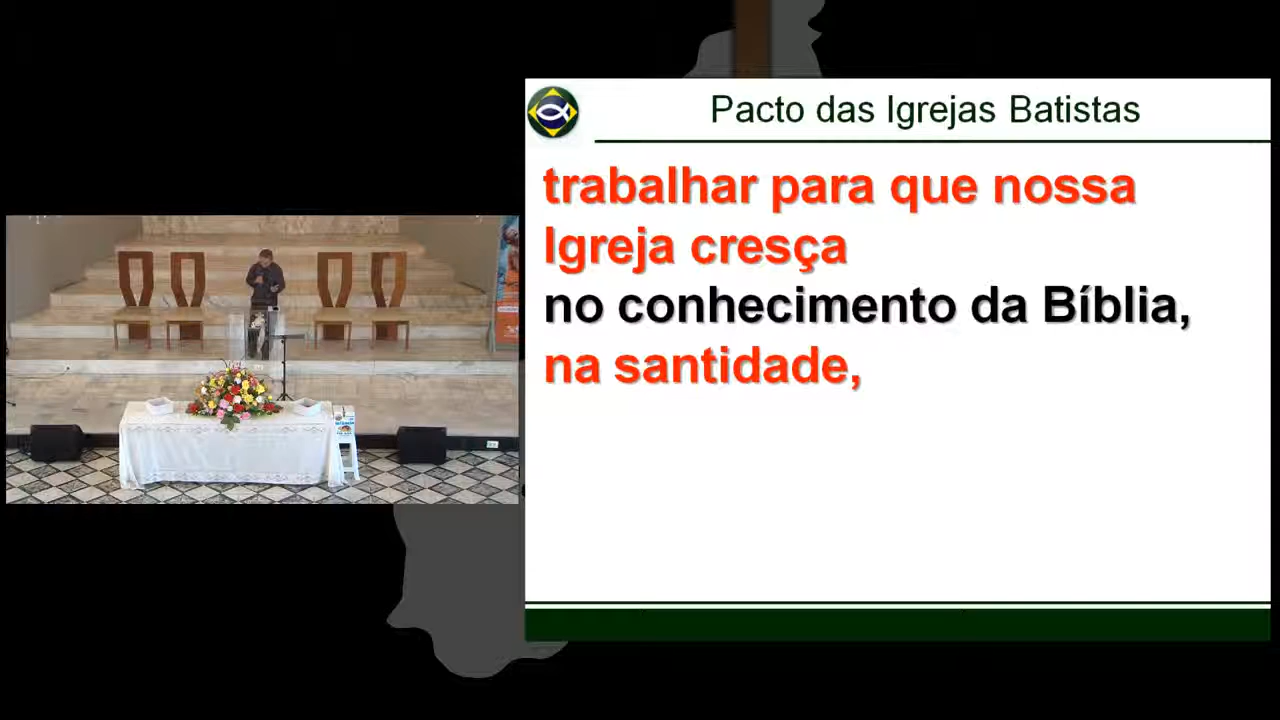 Pacto das Igrejas Batistas
trabalhar para que nossa
Igreja cresça
no conhecimento da Bíblia,
na santidade,